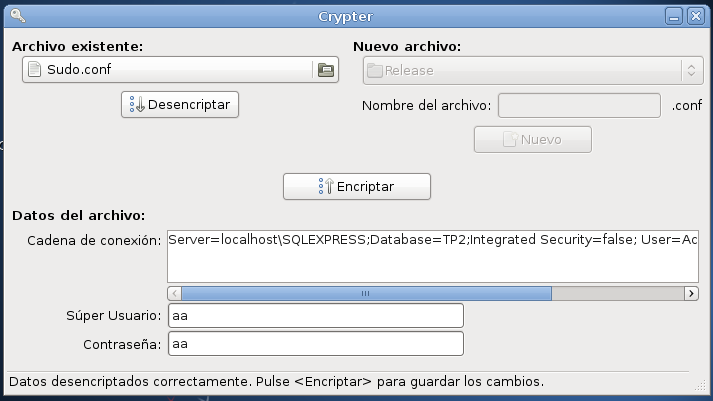 Crypter
Archivo existente:
Nuevo archivo:
Sudo.conf
Release
Desencriptar
Nombre del archivo:
.conf
Nuevo
Encriptar
Datos del archivo:
Cadena de conexión:
Server=localhost\SQLEXPRESS;Database=TP2;Integrated Security=false; User=Ac
Súper Usuario:
aa
Contraseña:
aa
Datos desencriptados correctamente. Pulse <Encriptar> para guardar los cambios.